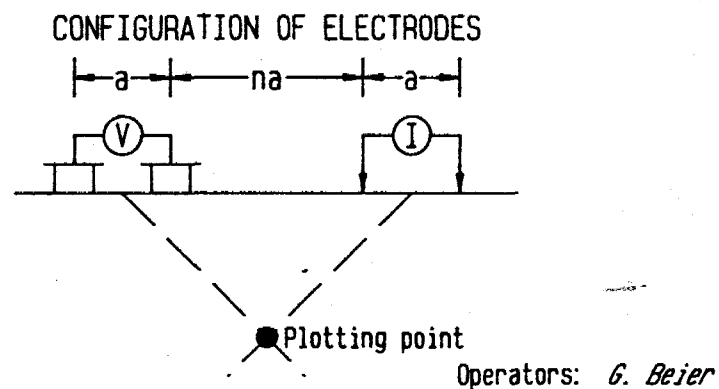 CONFIGURATION OF ELECTRODES
a na a
V I
Plotting point
Operators: G. Beier